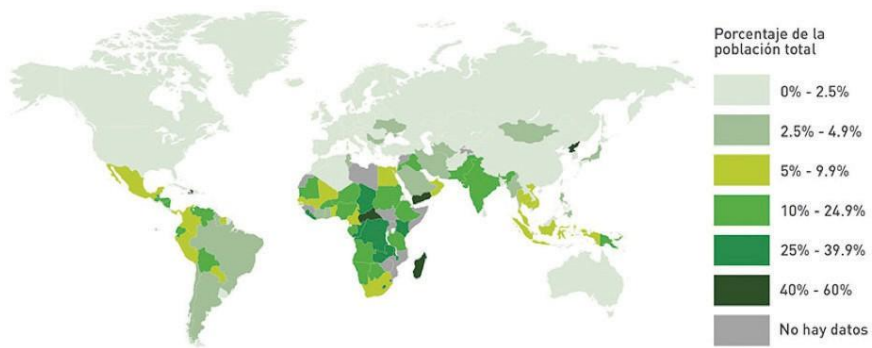 Porcentaje de la
población total
0% - 2.5%
2.5% - 4.9%
5% - 9.9%
10% - 24.9%
25% - 39.9%
40% - 60%
No hay datos